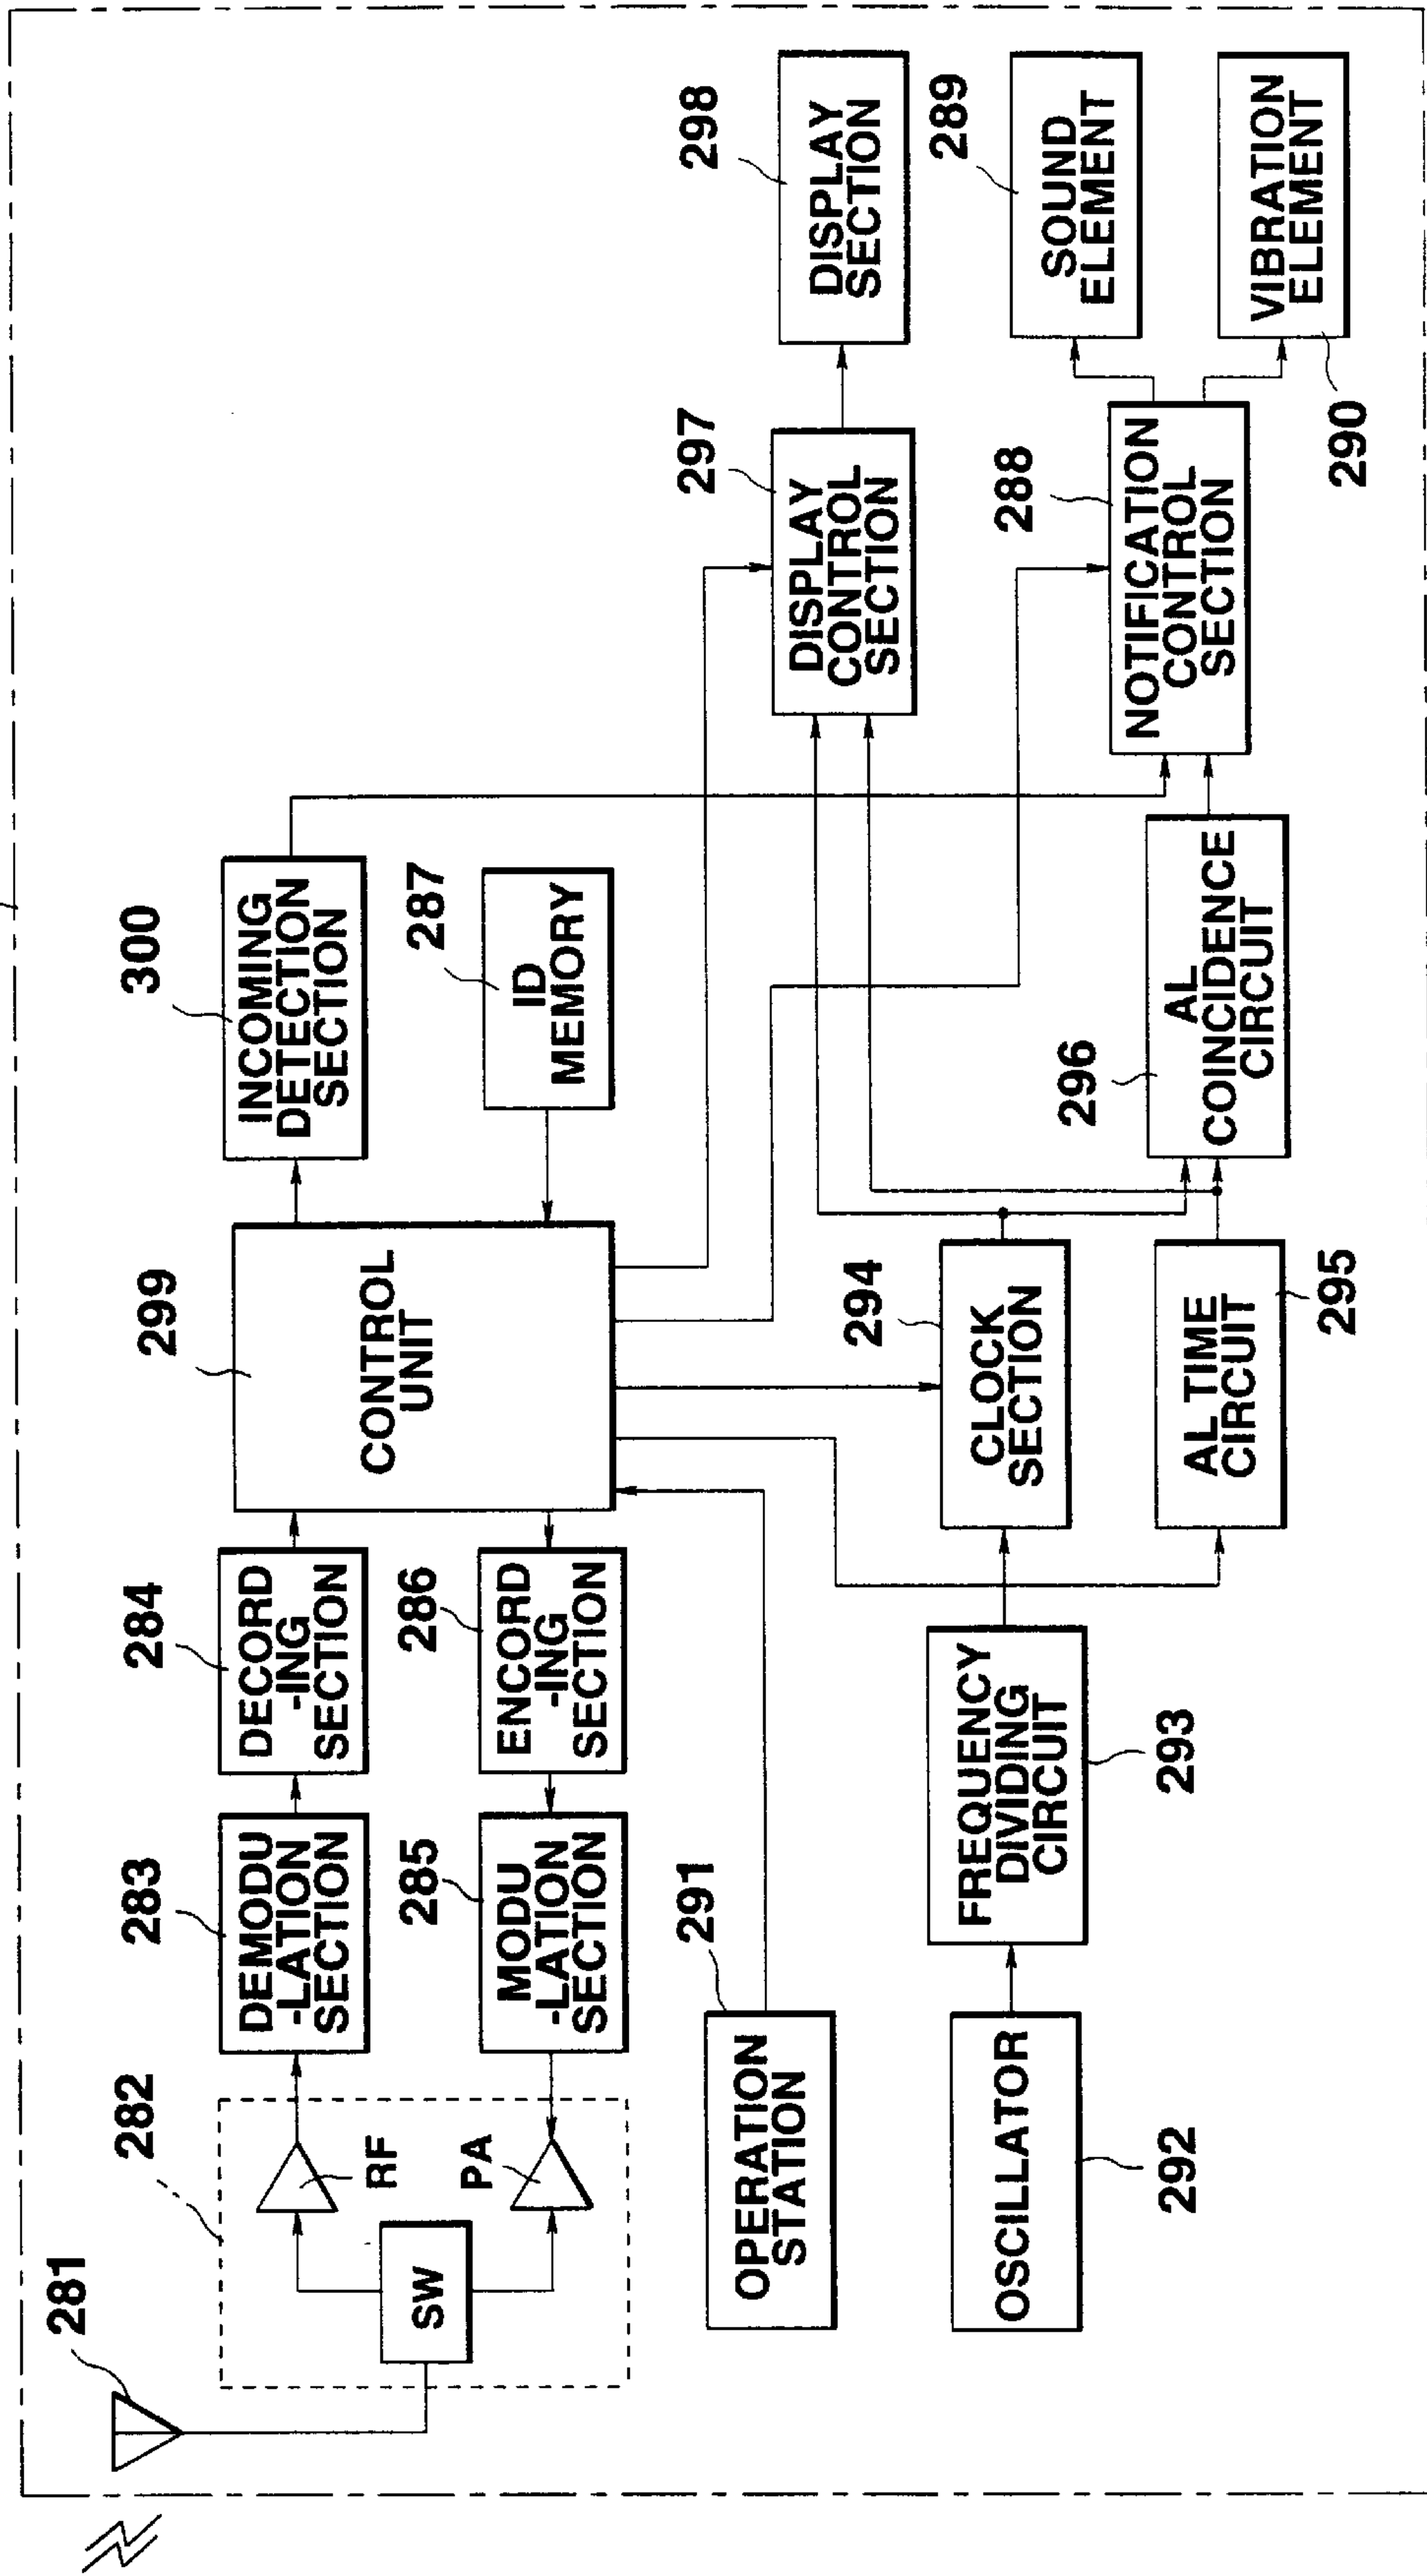 281
282
SW
RF
PA
283
DEMODU
-LATION
SECTION
284
DECORD
-ING
SECTION
285
MODU
-LATION
SECTION
286
ENCORD
-ING
SECTION
299
CONTROL
UNIT
300
INCOMING
DETECTION
SECTION
287
ID
MEMORY
291
OPERATION
STATION
297
DISPLAY
CONTROL
SECTION
298
DISPLAY
SECTION
292
OSCILLATOR
293
FREQUENCY
DIVIDING
CIRCUIT
294
CLOCK
SECTION
295
AL TIME
CIRCUIT
296
AL
COINCIDENCE
CIRCUIT
288
NOTIFICATION
CONTROL
SECTION
289
SOUND
ELEMENT
VIBRATION
ELEMENT
290